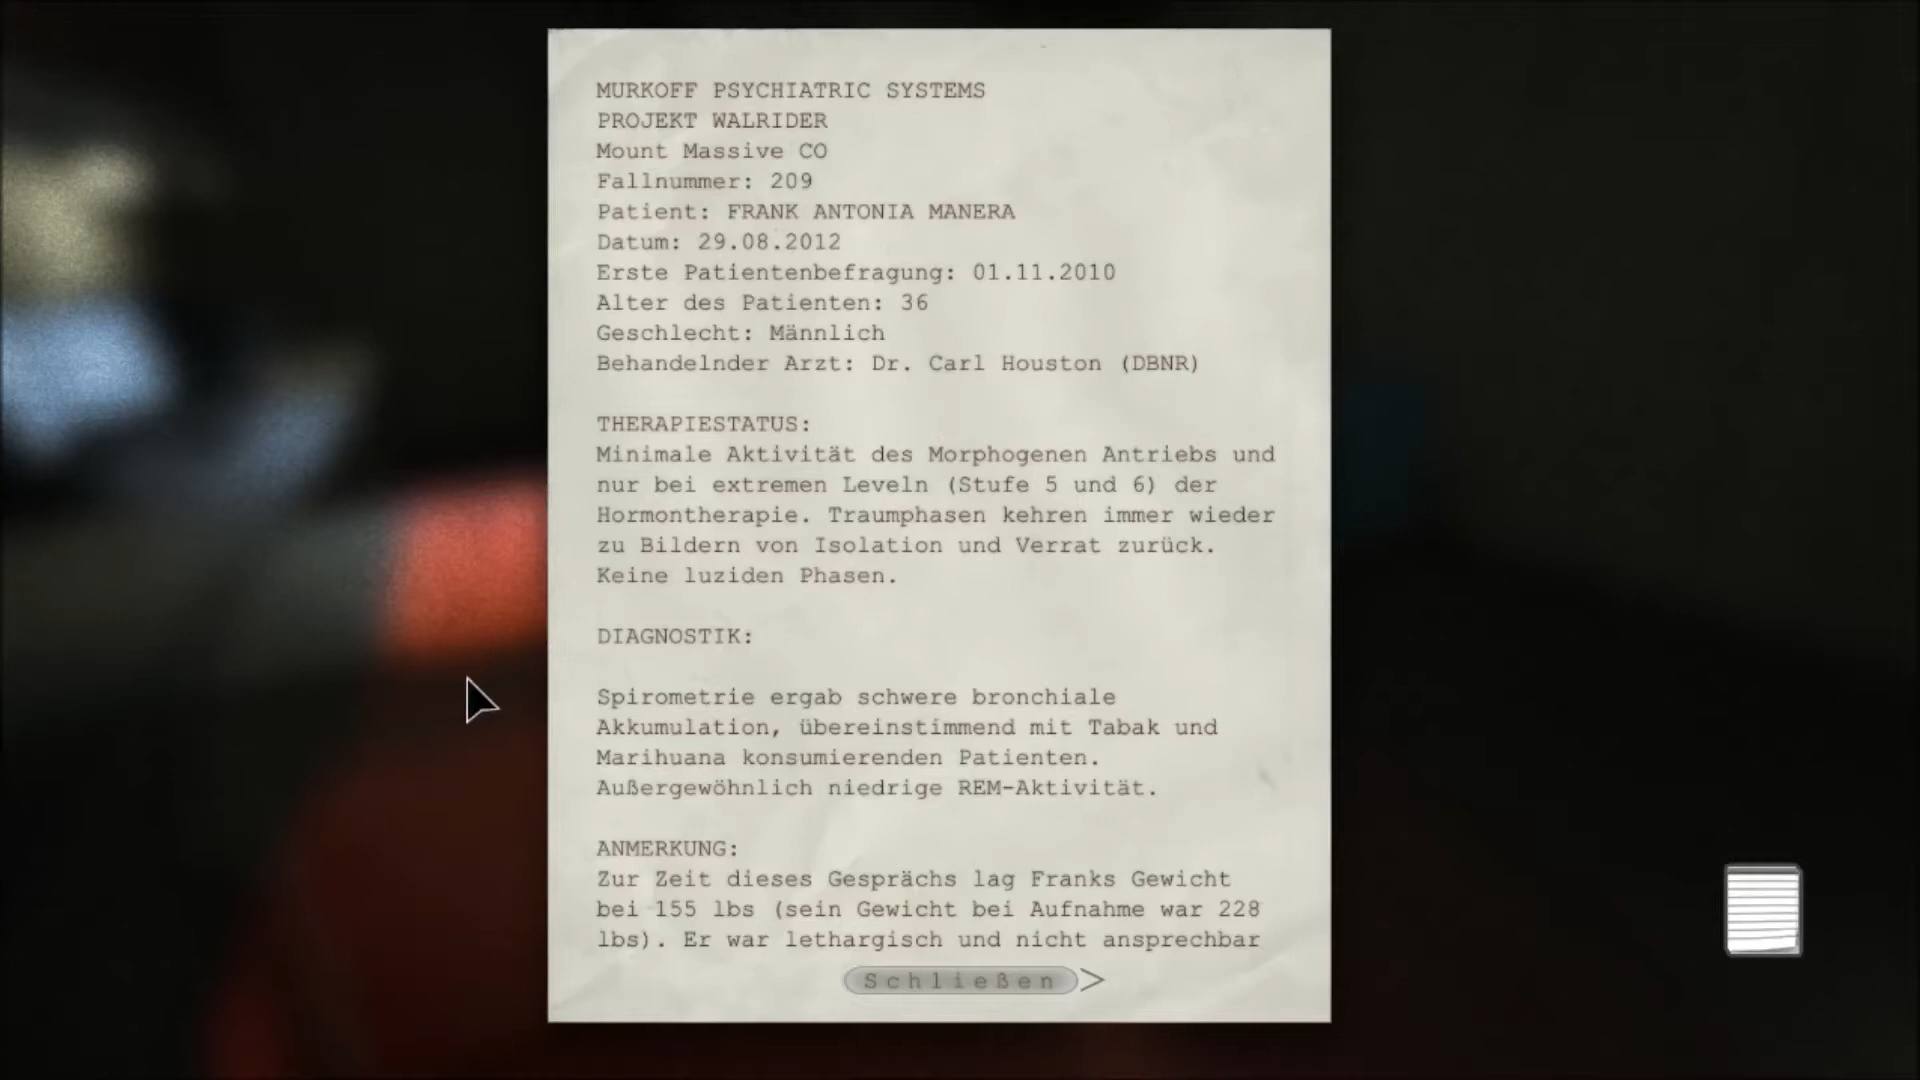 MURKOFF PSYCHIATRIC SYSTEMS
PROJEKT WALRIDER
Mount Massive CO
Fallnummer: 209
Patient: FRANK ANTONIA MANERA
Datum: 29.08.2012
Erste Patientenbefragung: 01.11.2010
Alter des Patienten: 36
Geschlecht: Männlich
Behandelnder Arzt: Dr. Carl Houston (DBNR)
THERAPIESTATUS:
Minimale Aktivität des Morphogenen Antriebs und
nur bei extremen Leveln (Stufe 5 und 6) der
Hormontherapie. Traumphasen kehren immer wieder
zu Bildern von Isolation und Verrat zurück.
Keine luziden Phasen.
DIAGNOSTIK:
Spirometrie ergab schwere bronchiale
Akkumulation, übereinstimmend mit Tabak und
Marihuana konsumierenden Patienten.
Außergewöhnlich niedrige REM-Aktivität.
ANMERKUNG:
Zur Zeit dieses Gesprächs lag Franks Gewicht
bei 155 lbs (sein Gewicht bei Aufnahme war 228
lbs). Er war lethargisch und nicht ansprechbar
Schließen >